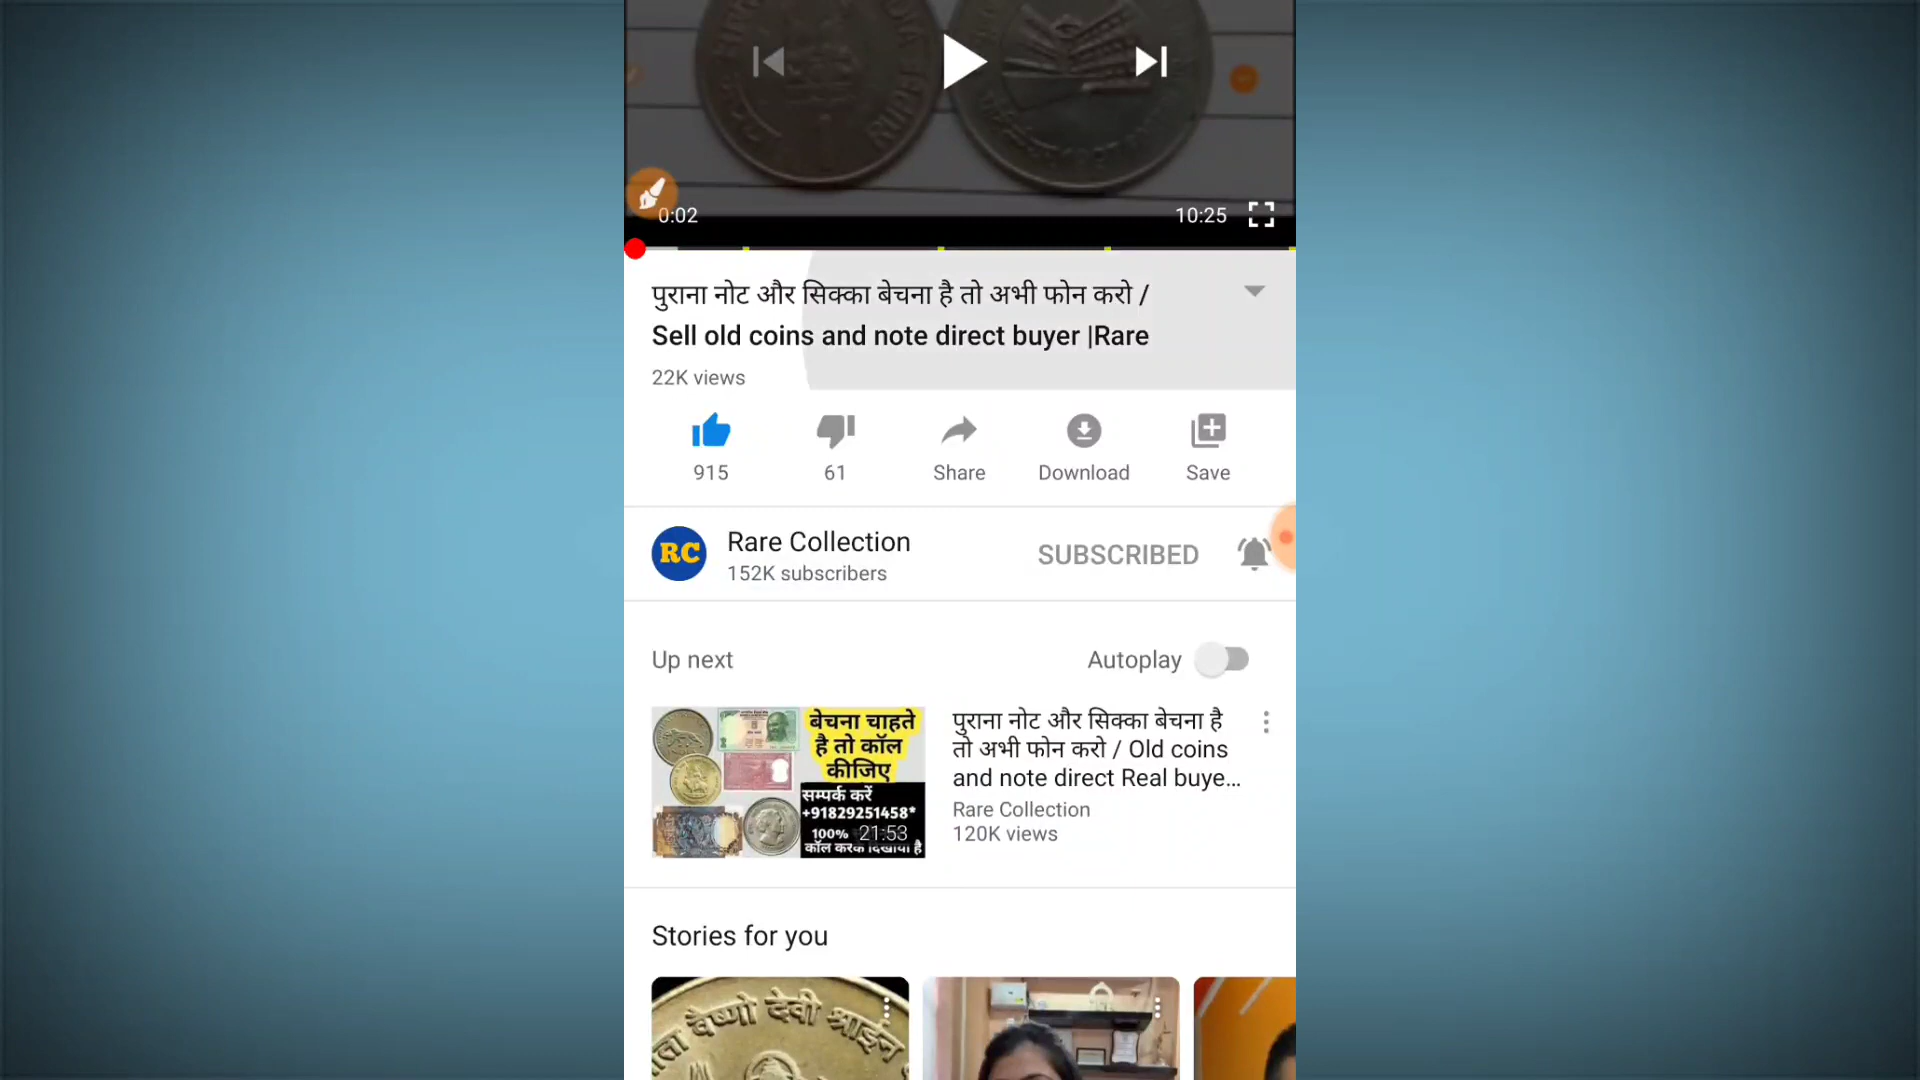 RUPEE
0:02
10:25
पुराना नोट और सिक्का बेचना है तो अभी फोन करो /
Sell old coins and note direct buyer |Rare
22K views
915
61
Share
Download
Save
RC
Rare Collection
152K subscribers
SUBSCRIBED
Up next
Autoplay
बेचना चाहते
है तो कॉल
कीजिए
सम्पर्क करें
+91829251458*
100%
21:53
कॉल करके दिखाया है
पुराना नोट और सिक्का बेचना है
तो अभी फोन करो / Old coins
and note direct Real buye...
Rare Collection
120K views
Stories for you
वैष्णो देवी श्राईन